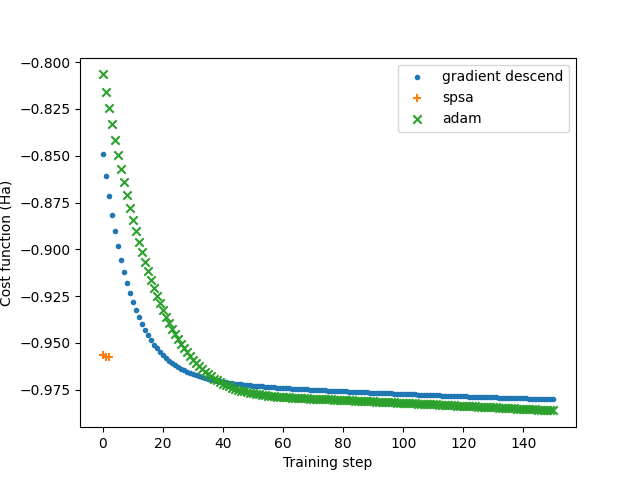 −0.800
−0.825
−0.850
−0.875
−0.900
−0.925
−0.950
−0.975
Cost function (Ha)
gradient descend
spsa
adam
0 20 40 60 80 100 120 140
Training step